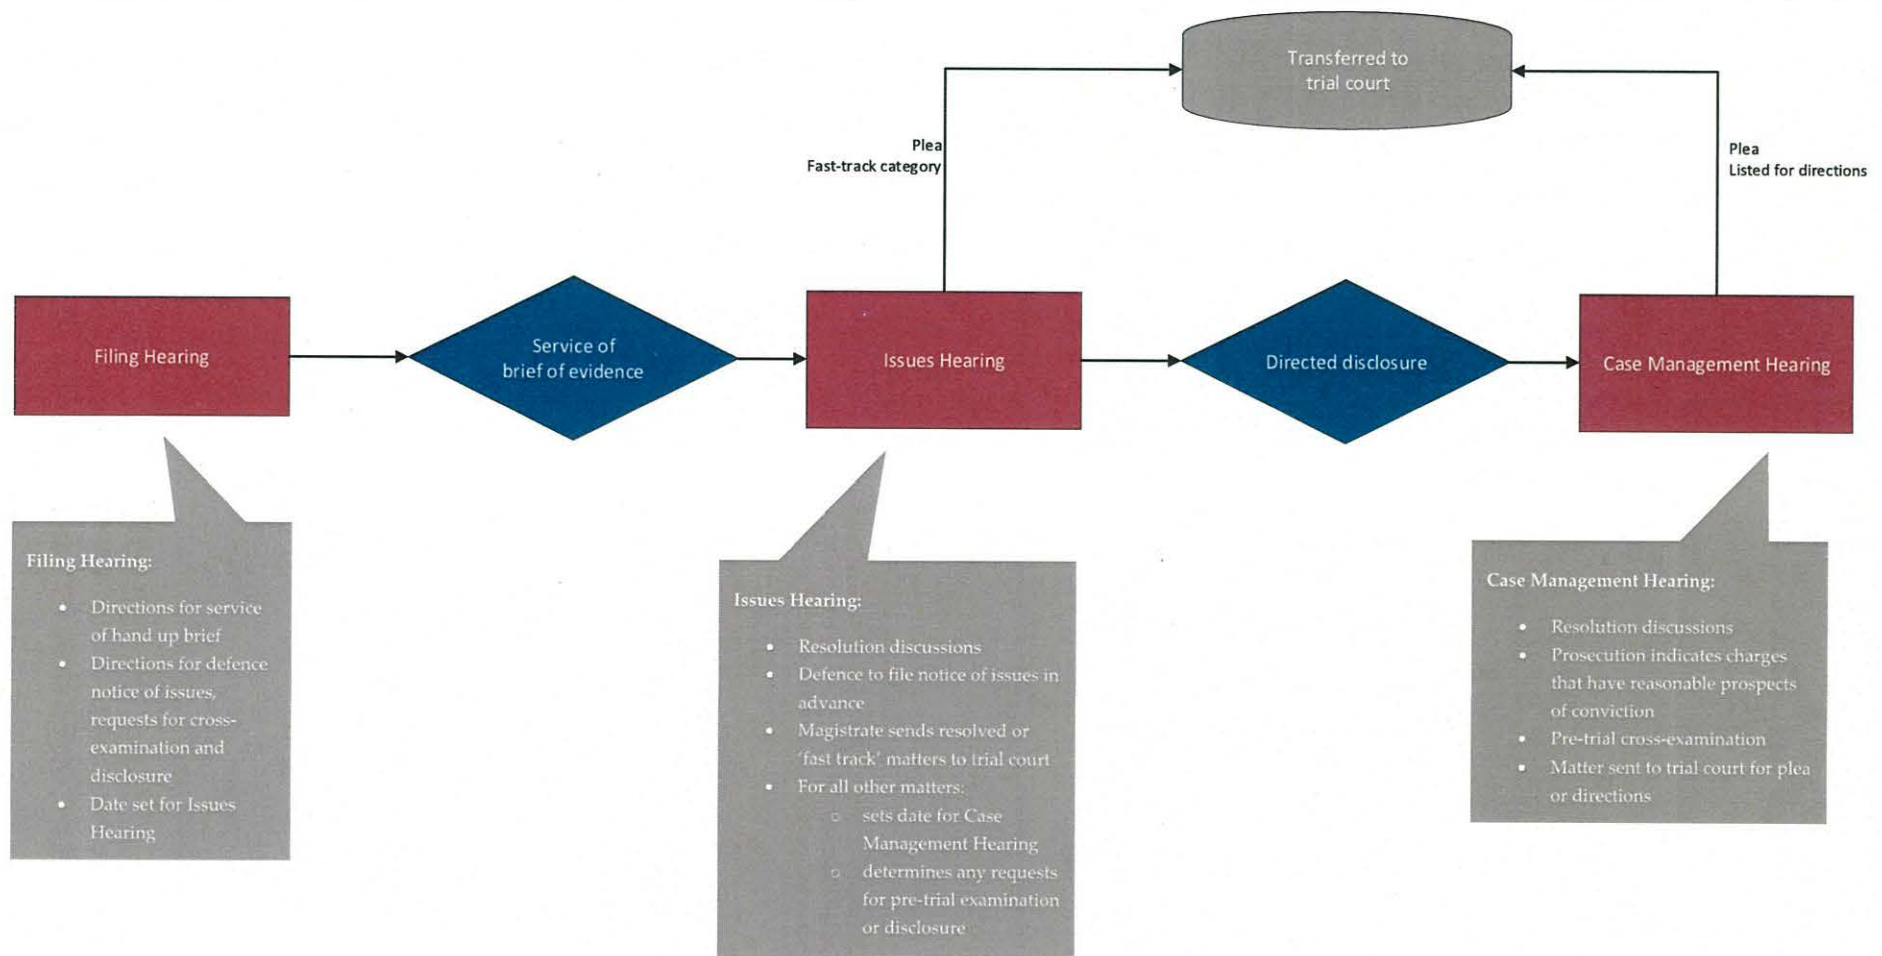 Transferred to
trial court
Plea
Fast-track category
Plea
Listed for directions
Filing Hearing
Service of
brief of evidence
Issues Hearing
Directed disclosure
Case Management Hearing
Filing Hearing:
• Directions for service
of hand up brief
• Directions for defence
notice of issues,
requests for cross-
examination and
disclosure
• Date set for Issues
Hearing
Issues Hearing:
• Resolution discussions
• Defence to file notice of issues in
advance
• Magistrate sends resolved or
'fast track' matters to trial court
• For all other matters:
o sets date for Case
Management Hearing
o determines any requests
for pre-trial examination
or disclosure
Case Management Hearing:
• Resolution discussions
• Prosecution indicates charges
that have reasonable prospects
of conviction
• Pre-trial cross-examination
• Matter sent to trial court for plea
or directions